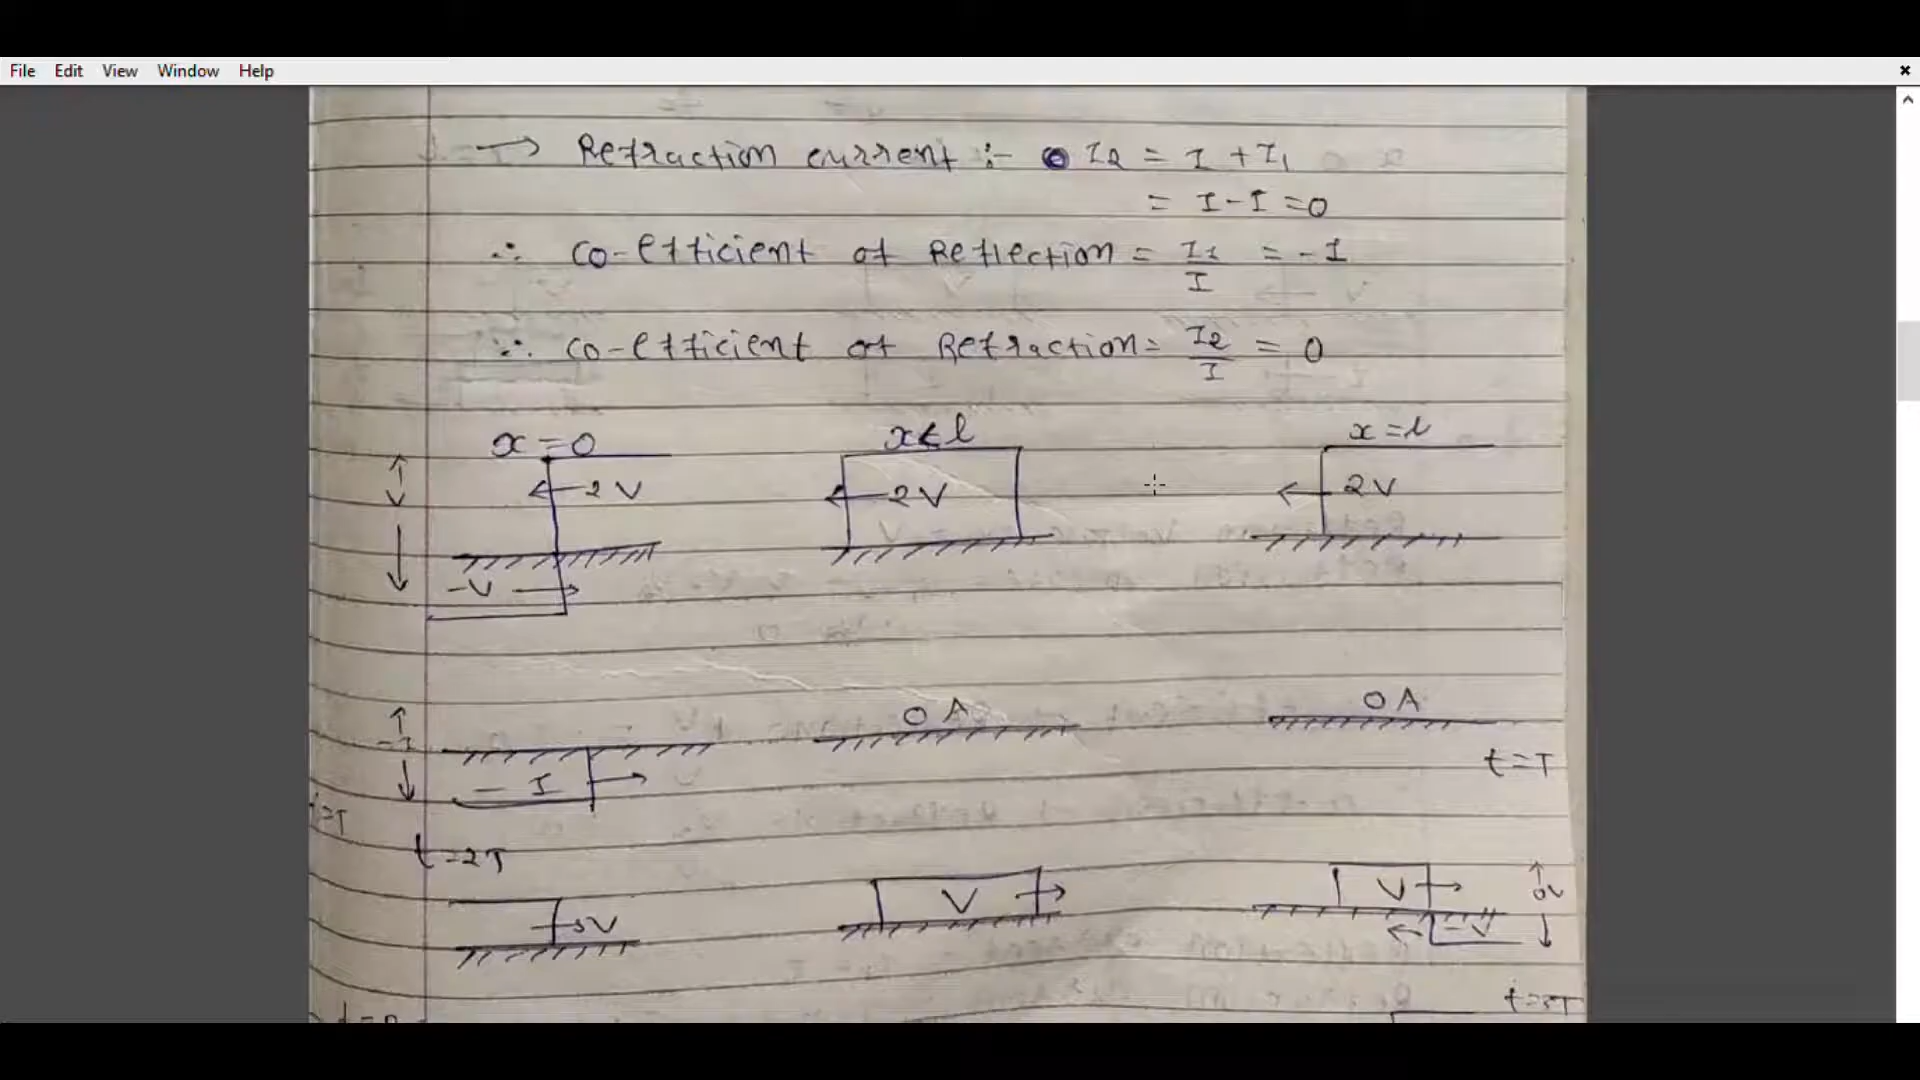 File Edit View Window Help
→ Refraction current :- I2 = I + I1
= I - I = 0
∴ co-efficient of Reflection = I1/I = -1
∴ co-efficient of Refraction = I2/I = 0
x = 0 x < l x = l
V ← 2V ← 2V ← 2V
-V →
0 A 0 A
-I
- I →
t = T
t = T
t = 2T
V V → V → 0V
→ V
← -V